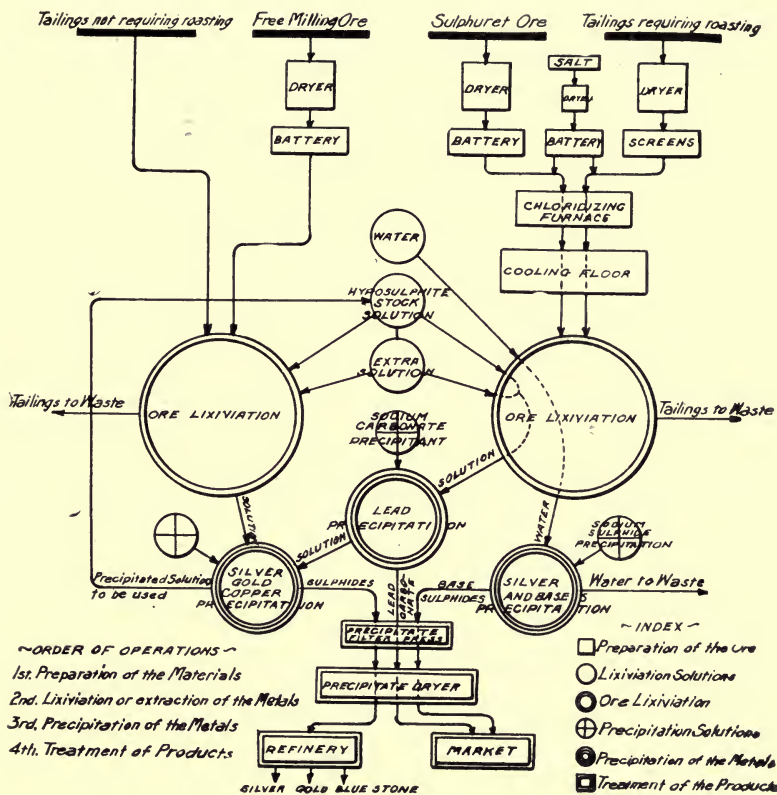 Tailings not requiring roasting
Free Milling Ore
Sulphuret Ore
Tailings requiring roasting
SALT
DRYER
DRYER
DRYER
DRYER
BATTERY
BATTERY
BATTERY
SCREENS
CHLORIDIZING
FURNACE
WATER
COOLING FLOOR
HYPOSULPHITE
STOCK
SOLUTION
EXTRA
SOLUTION
Tailings to Waste
ORE LIXIVIATION
ORE LIXIVIATION
Tailings to Waste
SODIUM
CARBONATE
PRECIPITANT
SOLUTION
SOLUTION
LEAD
PRECIPITATION
SOLUTION
WATER
SODIUM
SULPHIDE
PRECIPITATION
Precipitated Solution
to be used
SILVER
GOLD
COPPER
PRECIPITATION
SULPHIDES
LEAD
CARBO-
NATE
BASE
SULPHIDES
SILVER
AND BASE
PRECIPITATION
Water to Waste
PRECIPITATE
FILTER PRESS
PRECIPITATE DRYER
REFINERY
MARKET
SILVER GOLD BLUE STONE
~ORDER OF OPERATIONS~
1st. Preparation of the Materials
2nd. Lixiviation or extraction of the Metals
3rd. Precipitation of the Metals
4th. Treatment of Products
~INDEX~
Preparation of the Ore
Lixiviation Solutions
Ore Lixiviation
Precipitation Solutions
Precipitation of the Metals
Treatment of the Products